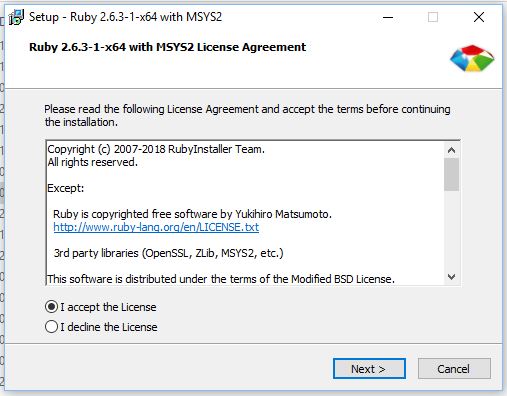 Setup - Ruby 2.6.3-1-x64 with MSYS2
Ruby 2.6.3-1-x64 with MSYS2 License Agreement
Please read the following License Agreement and accept the terms before continuing
the installation.
Copyright (c) 2007-2018 RubyInstaller Team.
All rights reserved.
Except:
Ruby is copyrighted free software by Yukihiro Matsumoto.
http://www.ruby-lang.org/en/LICENSE.txt
3rd party libraries (OpenSSL, ZLib, MSYS2, etc.)
This software is distributed under the terms of the Modified BSD License.
I accept the License
I decline the License
Next >
Cancel